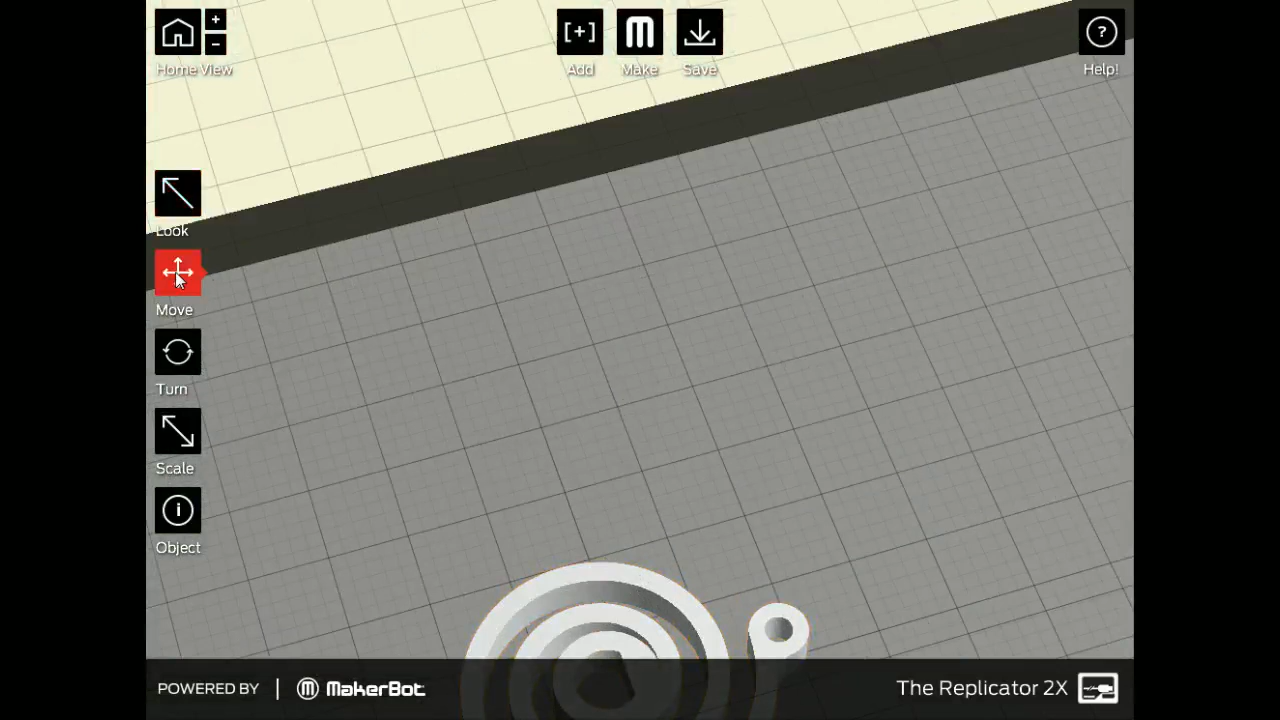 +
-
Home View
[+]
Add
M
Make
Save
?
Help!
Look
Move
Turn
Scale
i
Object
POWERED BY | M MakerBot
The Replicator 2X